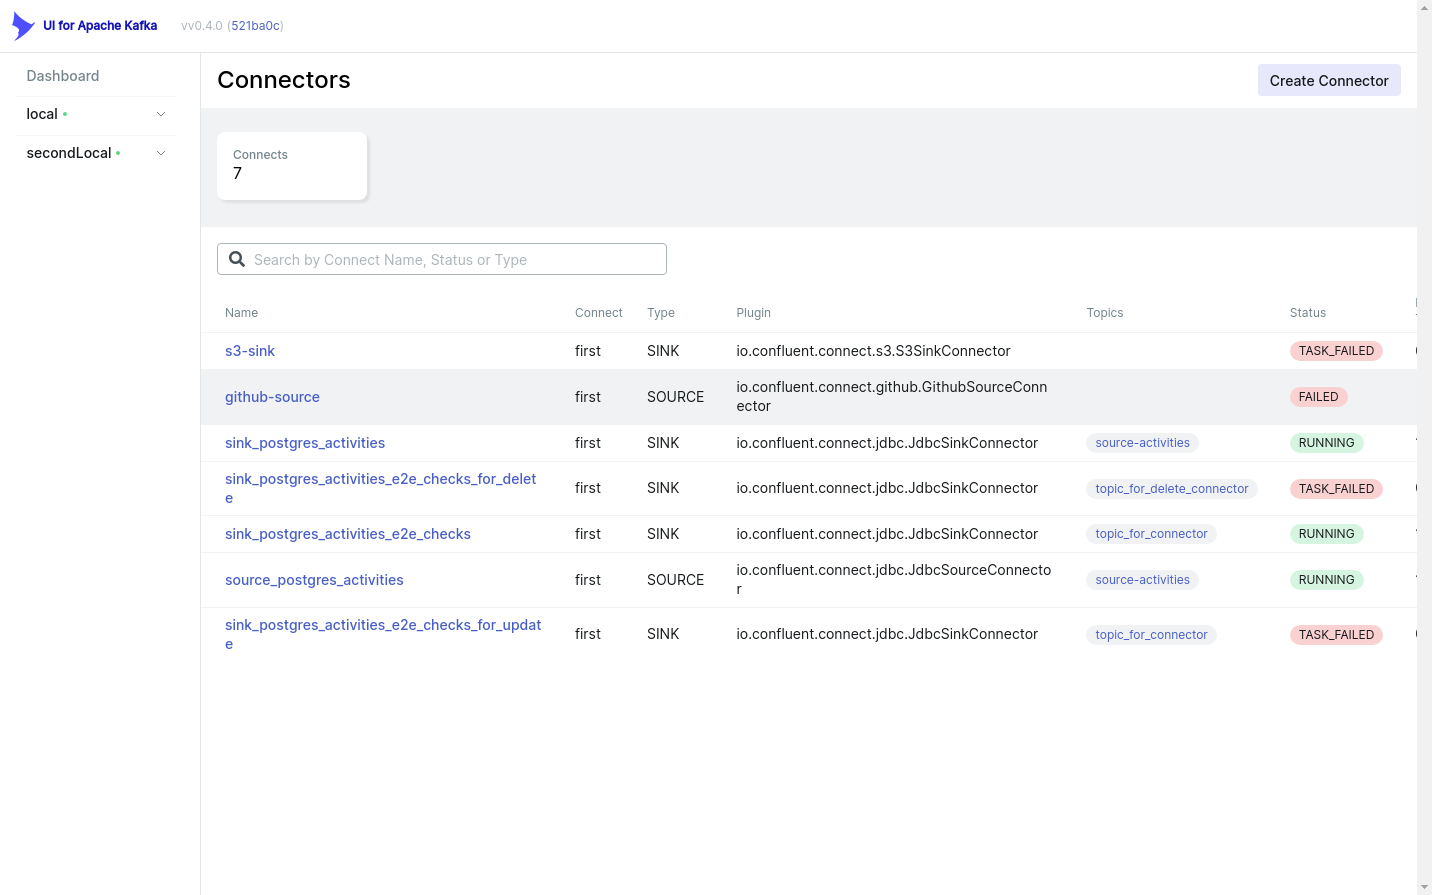 UI for Apache Kafka vv0.4.0 (521ba0c)
Dashboard
local
secondLocal
Connectors
Create Connector
Connects
7
Search by Connect Name, Status or Type
Name Connect Type Plugin Topics Status
s3-sink first SINK io.confluent.connect.s3.S3SinkConnector TASK_FAILED
github-source first SOURCE io.confluent.connect.github.GithubSourceConn
ector FAILED
sink_postgres_activities first SINK io.confluent.connect.jdbc.JdbcSinkConnector source-activities RUNNING
sink_postgres_activities_e2e_checks_for_delet
e first SINK io.confluent.connect.jdbc.JdbcSinkConnector topic_for_delete_connector TASK_FAILED
sink_postgres_activities_e2e_checks first SINK io.confluent.connect.jdbc.JdbcSinkConnector topic_for_connector RUNNING
source_postgres_activities first SOURCE io.confluent.connect.jdbc.JdbcSourceConnecto
r source-activities RUNNING
sink_postgres_activities_e2e_checks_for_updat
e first SINK io.confluent.connect.jdbc.JdbcSinkConnector topic_for_connector TASK_FAILED